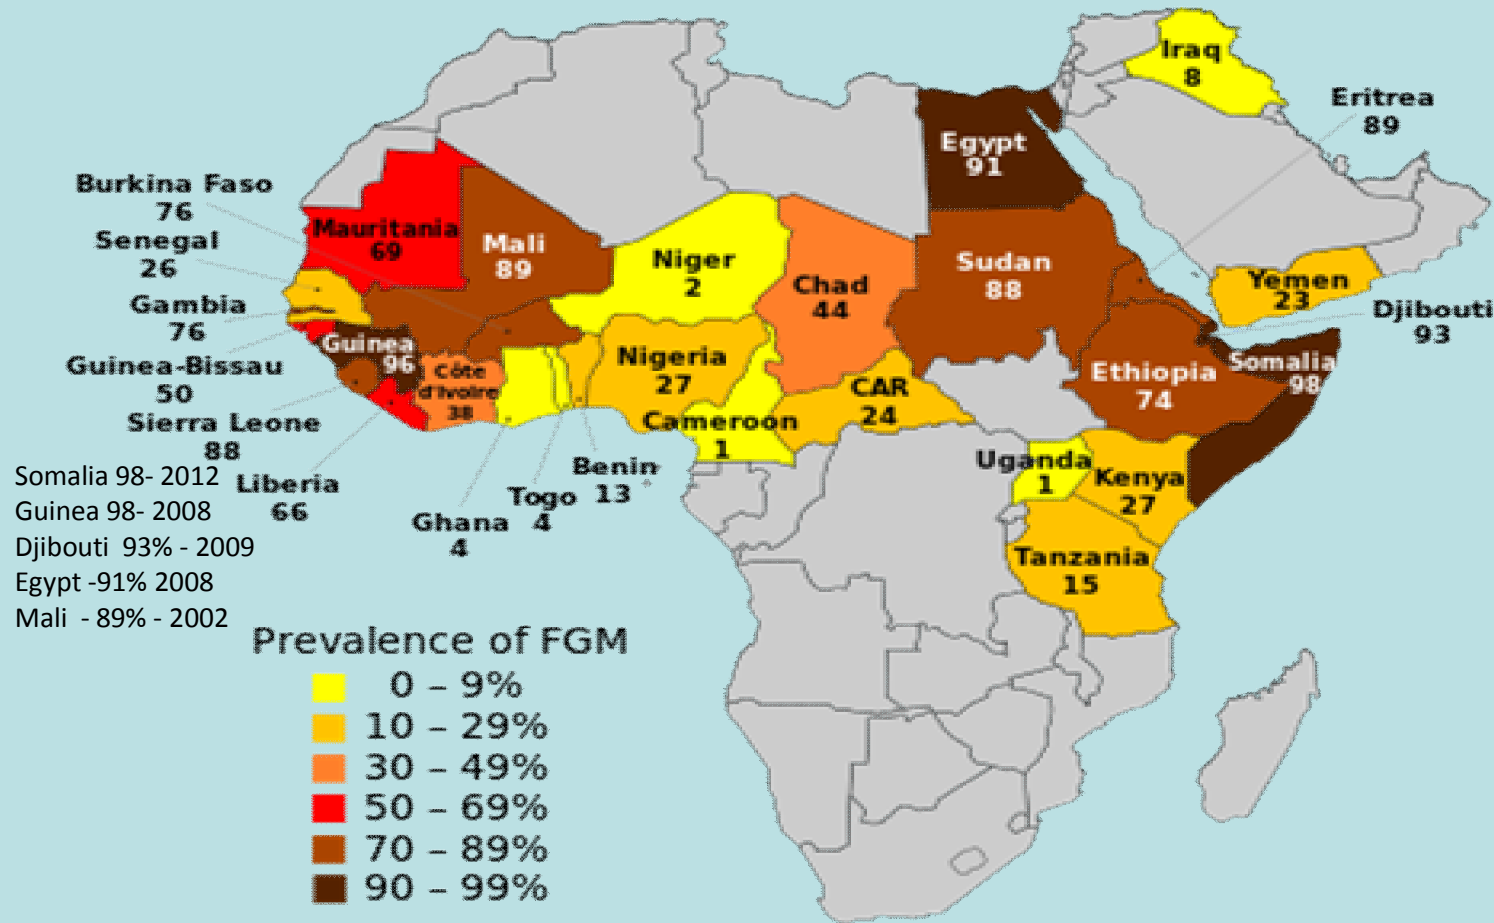 Iraq
8
Eritrea
89
Egypt
91
Burkina Faso
76
Senegal
26
Mauritania
69
Mali
89
Niger
2
Chad
44
Sudan
88
Yemen
23
Gambia
76
Djibouti
93
Guinea
96
Guinea-Bissau
50
Nigeria
27
Somalia
98
Ethiopia
74
Côte
d'Ivoire
38
CAR
24
Sierra Leone
88
Cameroon
1
Uganda
1
Kenya
27
Benin
13
Liberia
66
Togo
4
Ghana
4
Tanzania
15
Somalia 98- 2012
Guinea 98- 2008
Djibouti  93% - 2009
Egypt -91% 2008
Mali  - 89% - 2002
Prevalence of FGM
0 – 9%
10 – 29%
30 – 49%
50 – 69%
70 – 89%
90 – 99%